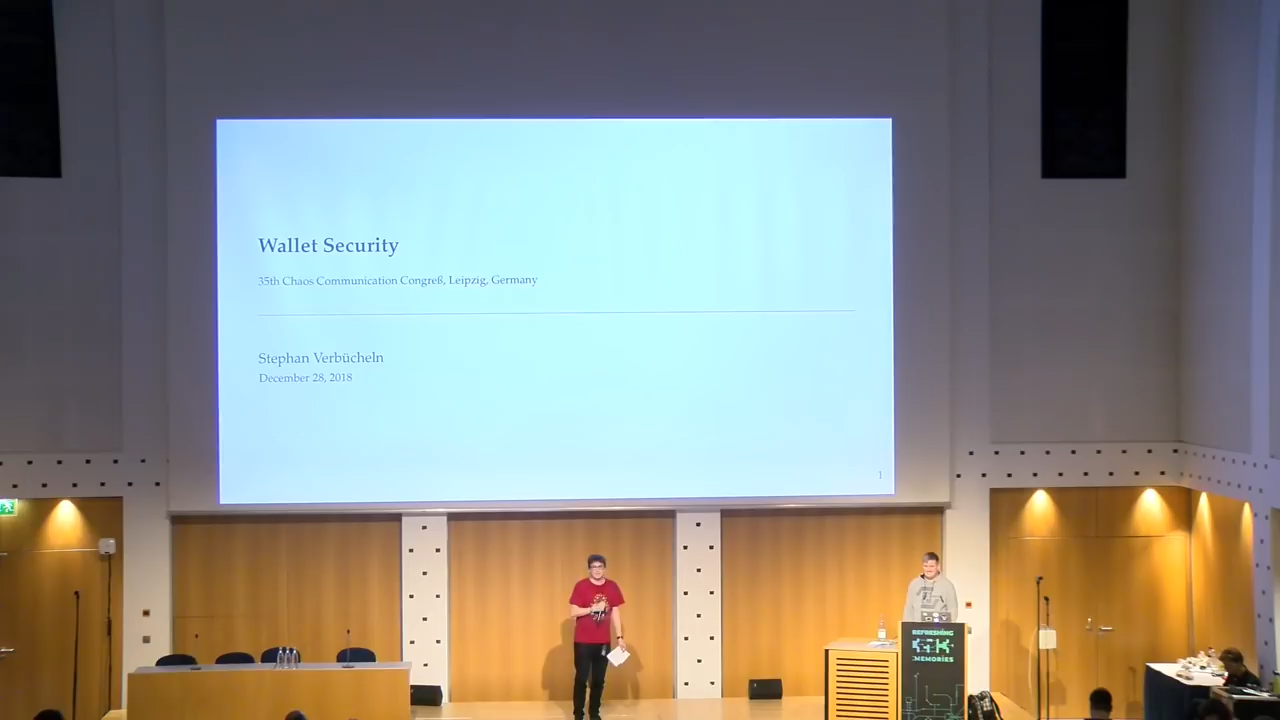 Wallet Security
35th Chaos Communication Congreß, Leipzig, Germany
Stephan Verbücheln
December 28, 2018
1
REFRESHING
MEMORIES